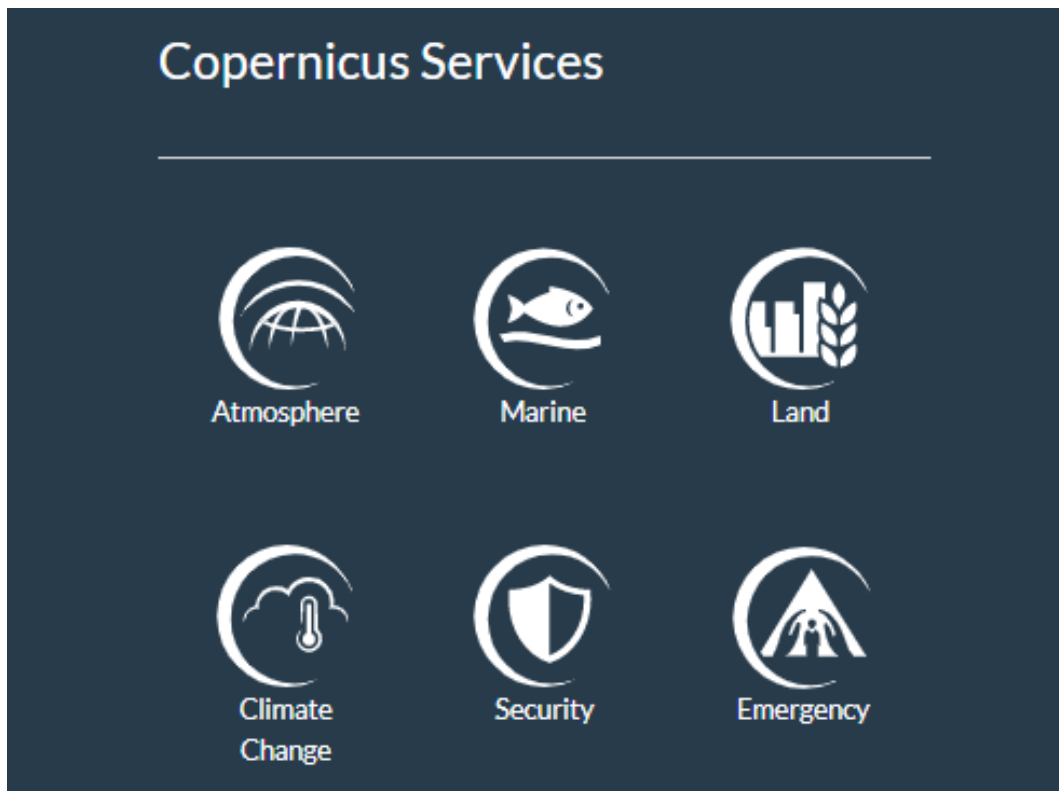 Copernicus Services
Atmosphere
Marine
Land
Climate
Change
Security
Emergency